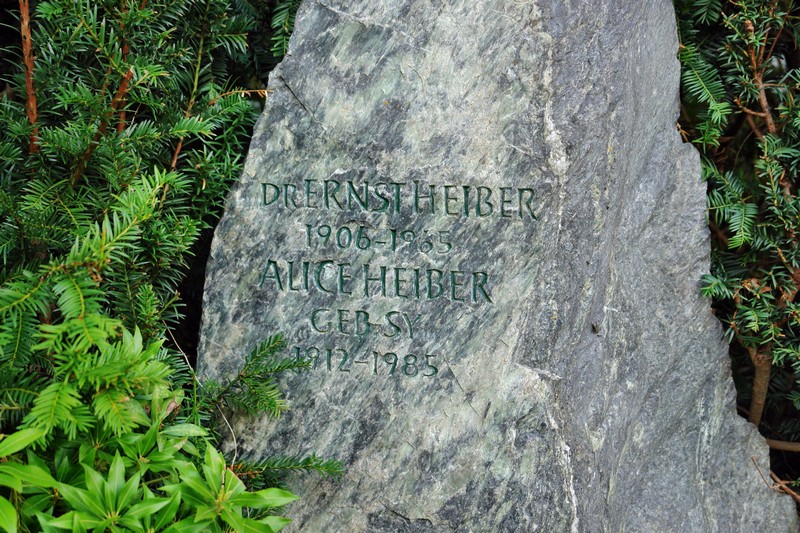 DR ERNST HEIBER
1906-1965
ALICE HEIBER
GEB-SY
1912-1985